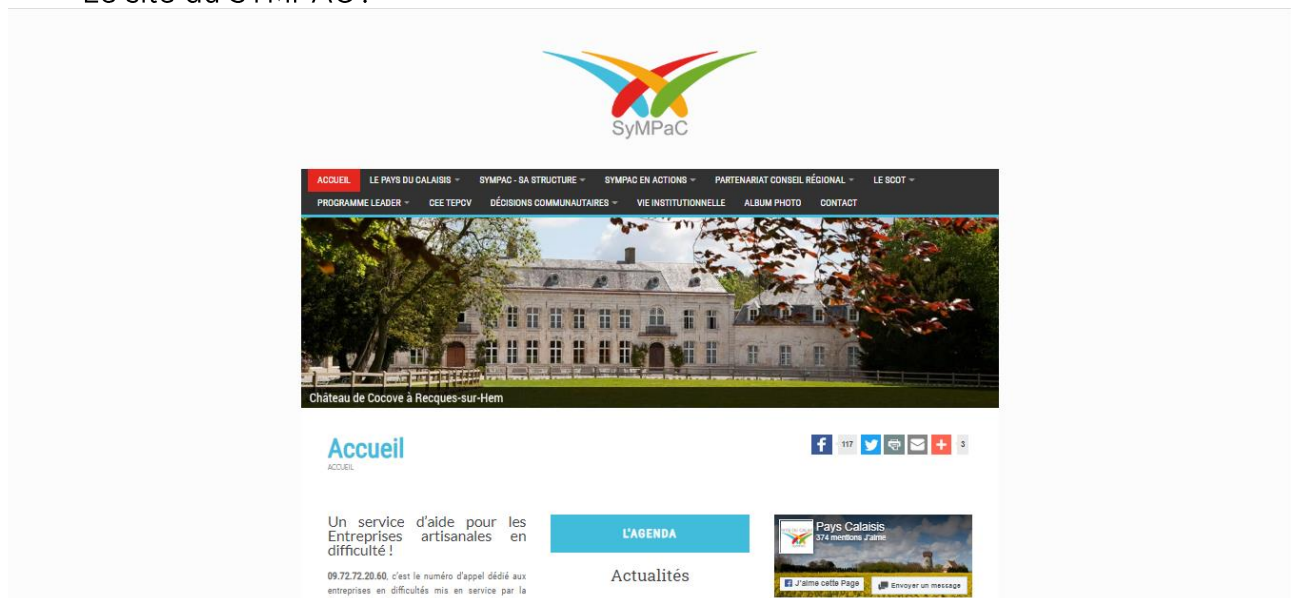 Le site du SYMPAC :
SyMPaC
ACCUEIL LE PAYS DU CALAISIS SYMPAC - SA STRUCTURE SYMPAC EN ACTIONS PARTENARIAT CONSEIL RÉGIONAL LE SCOT
PROGRAMME LEADER CEE TEPCV DÉCISIONS COMMUNAUTAIRES VIE INSTITUTIONNELLE ALBUM PHOTO CONTACT
Château de Cocove à Recques-sur-Hem
Accueil
ACCUEIL
117
3
Un service d'aide pour les
Entreprises artisanales en
difficulté !
09.72.72.20.60, c'est le numéro d'appel dédié aux
entreprises en difficultés mis en service par la
L'AGENDA
Actualités
Pays Calaisis
374 mentions J'aime
J'aime cette Page
Envoyer un message